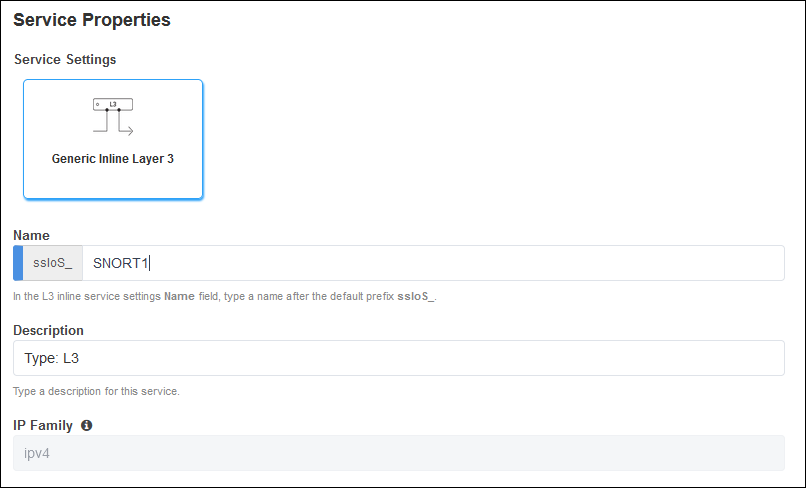 Service Properties
Service Settings
L3
Generic Inline Layer 3
Name
ssloS_ SNORT1
In the L3 inline service settings Name field, type a name after the default prefix ssloS_.
Description
Type: L3
Type a description for this service.
IP Family
ipv4